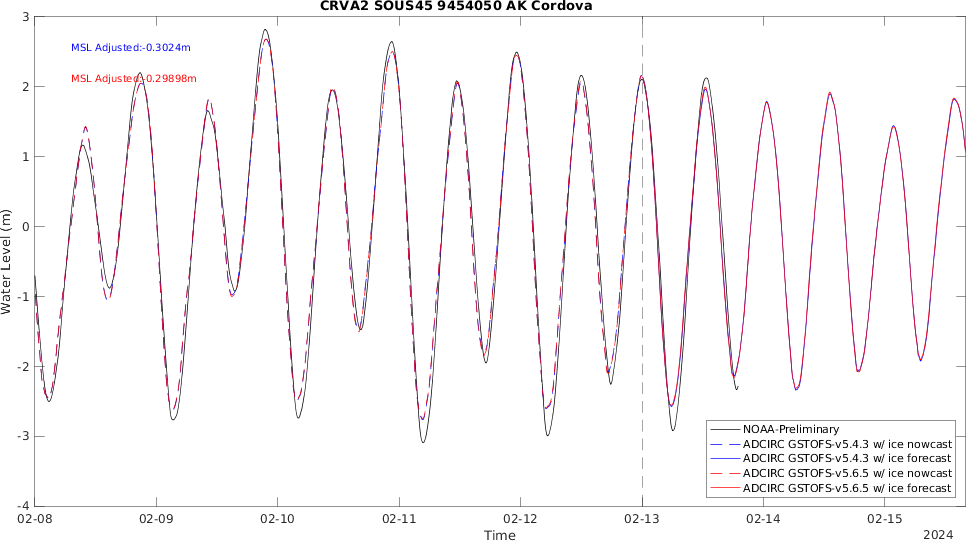 CRVA2 SOUS45 9454050 AK Cordova
MSL Adjusted:-0.3024m
MSL Adjusted:-0.29898m
3
2
1
0
-1
-2
-3
-4
Water Level (m)
02-08 02-09 02-10 02-11 02-12 02-13 02-14 02-15
Time
2024
NOAA-Preliminary
ADCIRC GSTOFS-v5.4.3 w/ ice nowcast
ADCIRC GSTOFS-v5.4.3 w/ ice forecast
ADCIRC GSTOFS-v5.6.5 w/ ice nowcast
ADCIRC GSTOFS-v5.6.5 w/ ice forecast